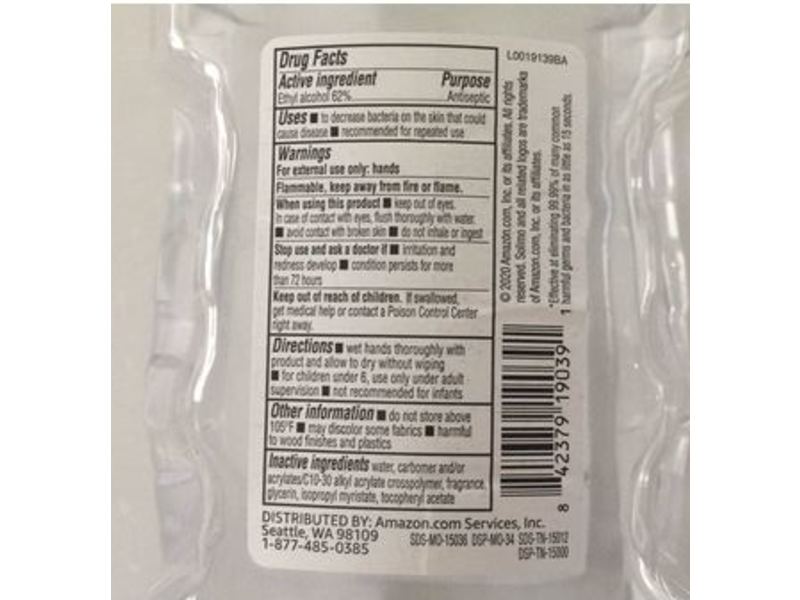 Drug Facts
Active ingredient Purpose
Ethyl alcohol 62% Antiseptic
Uses ■ to decrease bacteria on the skin that could
cause disease ■ recommended for repeated use
Warnings
For external use only: hands
Flammable, keep away from fire or flame.
When using this product ■ keep out of eyes.
In case of contact with eyes, flush thoroughly with water.
■ avoid contact with broken skin ■ do not inhale or ingest
Stop use and ask a doctor if ■ irritation and
redness develop ■ condition persists for more
than 72 hours
Keep out of reach of children. If swallowed,
get medical help or contact a Poison Control Center
right away.
Directions ■ wet hands thoroughly with
product and allow to dry without wiping
■ for children under 6, use only under adult
supervision ■ not recommended for infants
Other information ■ do not store above
105°F ■ may discolor some fabrics ■ harmful
to wood finishes and plastics
Inactive ingredients water, carbomer and/or
acrylates/C10-30 alkyl acrylate crosspolymer, fragrance,
glycerin, isopropyl myristate, tocopheryl acetate
DISTRIBUTED BY: Amazon.com Services, Inc.
Seattle, WA 98109
1-877-485-0385
SDS-MO-15036 DSP-MO-34 SDS-TN-15012
DSP-TN-15000
L0019139BA
© 2020 Amazon.com, Inc. or its affiliates. All rights
reserved. Solimo and all related logos are trademarks
of Amazon.com, Inc. or its affiliates.
*Effective at eliminating 99.99% of many common
harmful germs and bacteria in as little as 15 seconds.
8 42379 19039 1